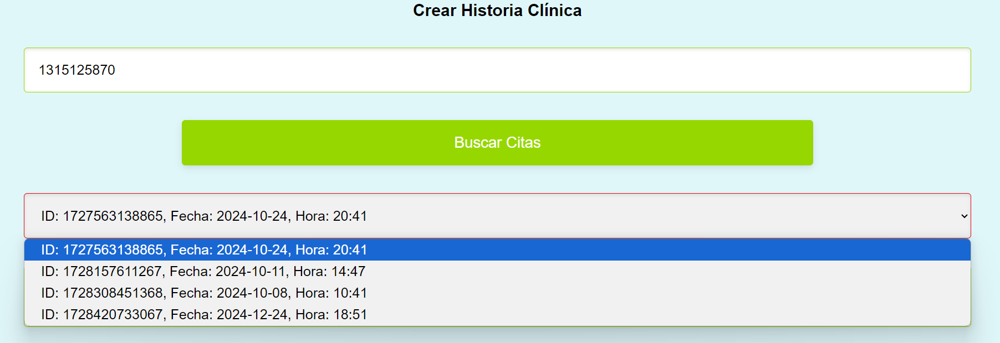 Crear Historia Clínica
1315125870
Buscar Citas
ID: 1727563138865, Fecha: 2024-10-24, Hora: 20:41
ID: 1727563138865, Fecha: 2024-10-24, Hora: 20:41
ID: 1728157611267, Fecha: 2024-10-11, Hora: 14:47
ID: 1728308451368, Fecha: 2024-10-08, Hora: 10:41
ID: 1728420733067, Fecha: 2024-12-24, Hora: 18:51